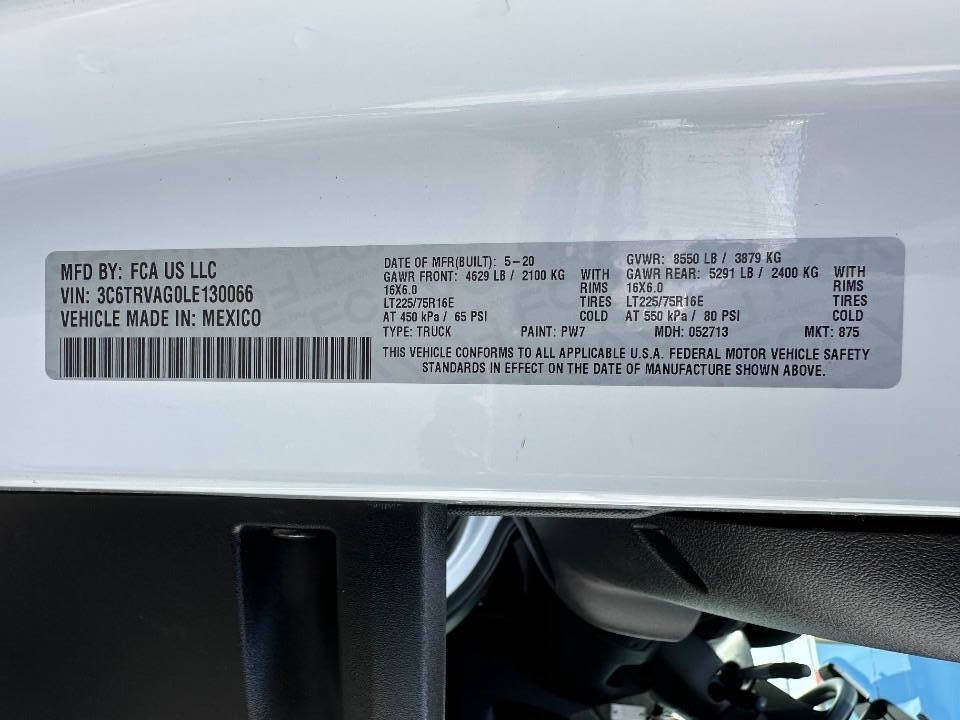 MFD BY: FCA US LLC
VIN: 3C6TRVAG0LE130066
VEHICLE MADE IN: MEXICO
DATE OF MFR(BUILT): 5-20
GAWR FRONT: 4629 LB / 2100 KG WITH
16X6.0 RIMS
LT225/75R16E TIRES
AT 450 kPa / 65 PSI COLD
TYPE: TRUCK PAINT: PW7
GVWR: 8550 LB / 3879 KG
GAWR REAR: 5291 LB / 2400 KG WITH
16X6.0 RIMS
LT225/75R16E TIRES
AT 550 kPa / 80 PSI COLD
MDH: 052713 MKT: 875
THIS VEHICLE CONFORMS TO ALL APPLICABLE U.S.A. FEDERAL MOTOR VEHICLE SAFETY
STANDARDS IN EFFECT ON THE DATE OF MANUFACTURE SHOWN ABOVE.